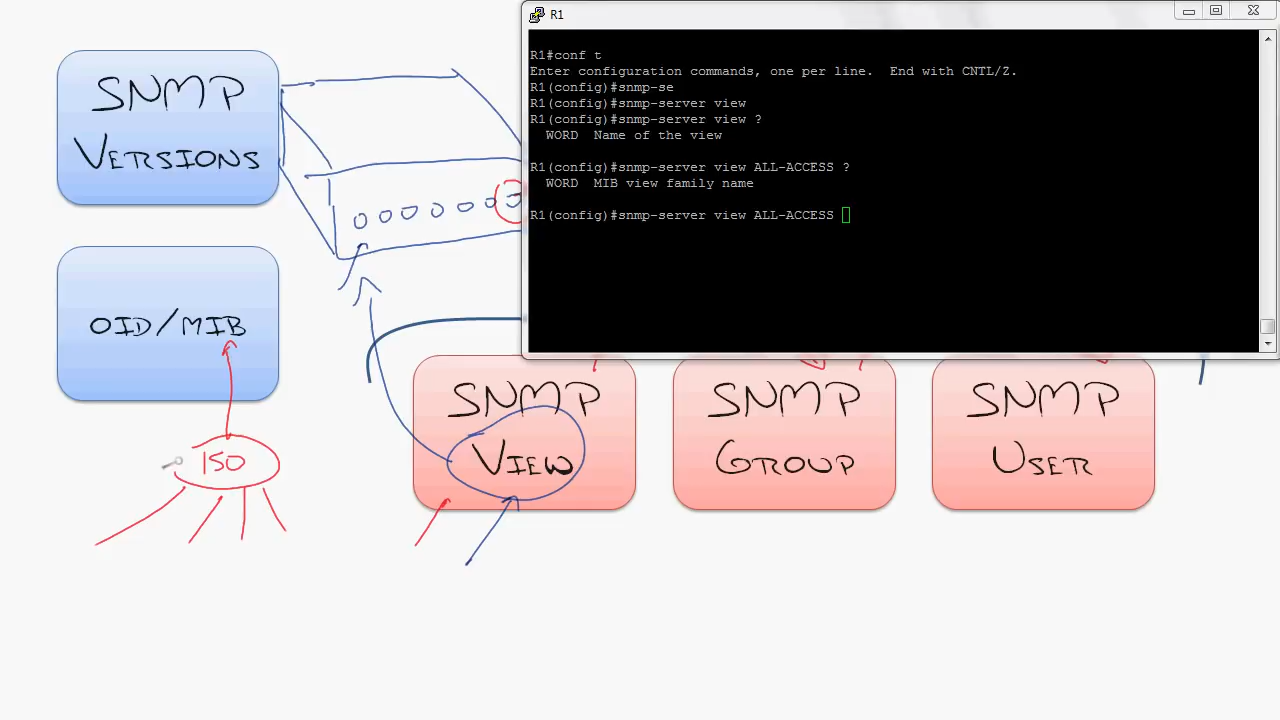 SNMP
VERSIONS
OID/MIB
ISO
R1
R1#conf t
Enter configuration commands, one per line.  End with CNTL/Z.
R1(config)#snmp-se
R1(config)#snmp-server view
R1(config)#snmp-server view ?
  WORD  Name of the view
R1(config)#snmp-server view ALL-ACCESS ?
  WORD  MIB view family name
R1(config)#snmp-server view ALL-ACCESS
SNMP
VIEW
SNMP
GROUP
SNMP
USER